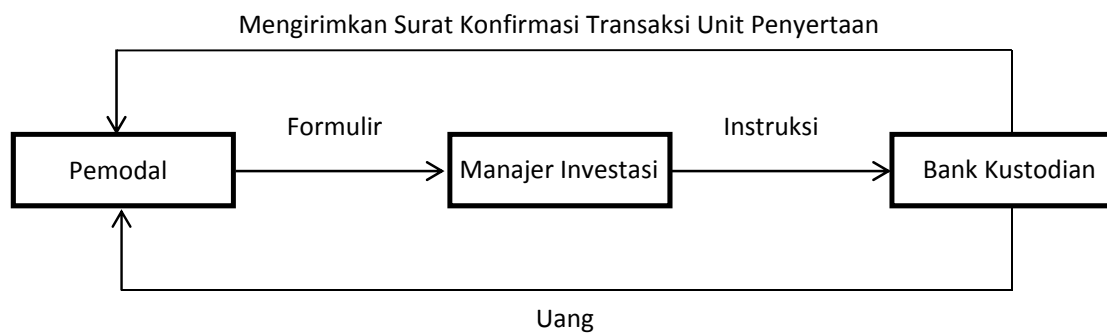 Mengirimkan Surat Konfirmasi Transaksi Unit Penyertaan
Formulir
Instruksi
Pemodal
Manajer Investasi
Bank Kustodian
Uang